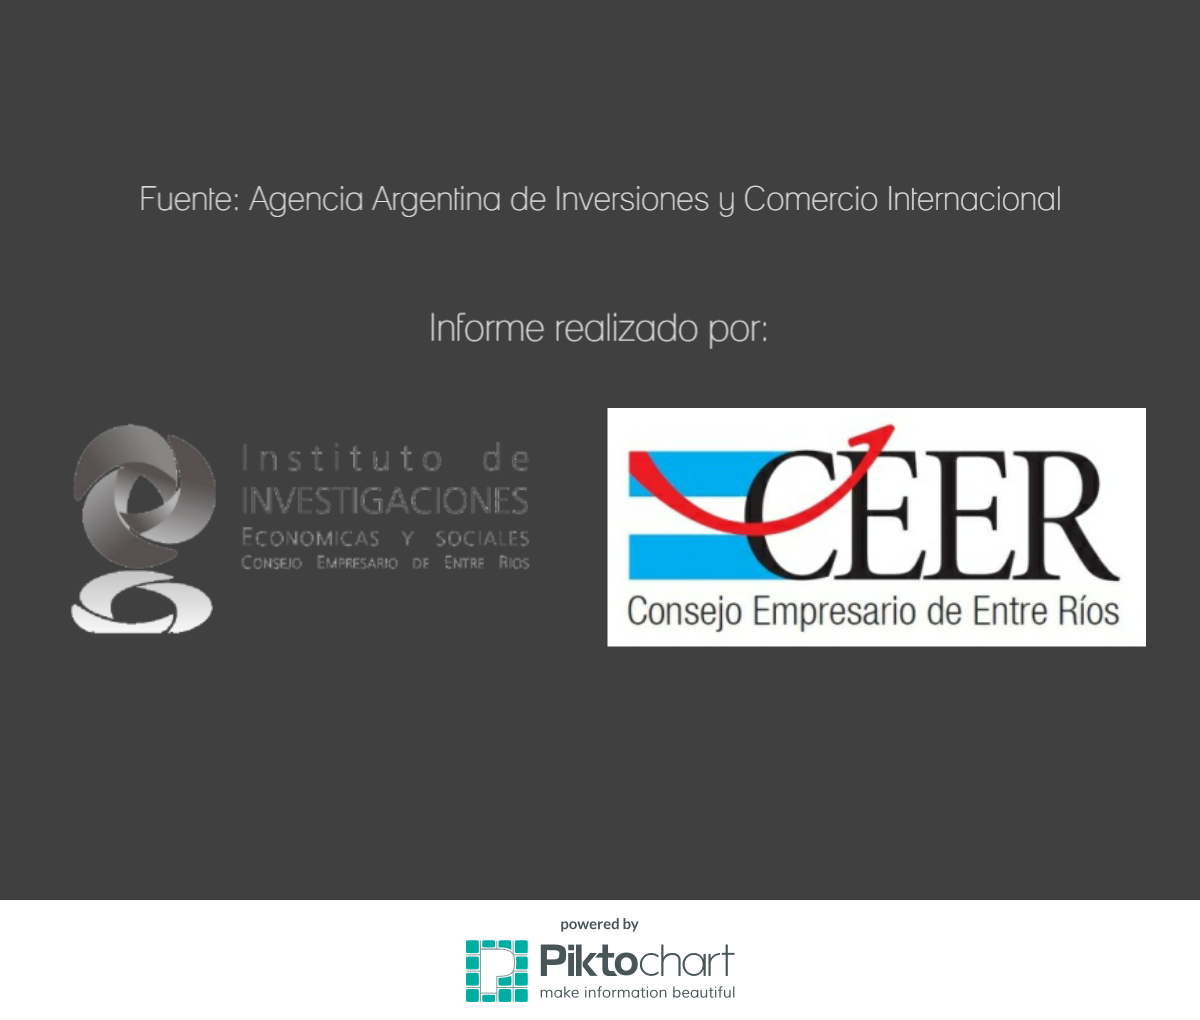 Fuente: Agencia Argentina de Inversiones y Comercio Internacional
Informe realizado por:
Instituto de
INVESTIGACIONES
ECONOMICAS Y SOCIALES
CONSEJO EMPRESARIO DE ENTRE RIOS
CEER
Consejo Empresario de Entre Ríos
powered by
Piktochart
make information beautiful